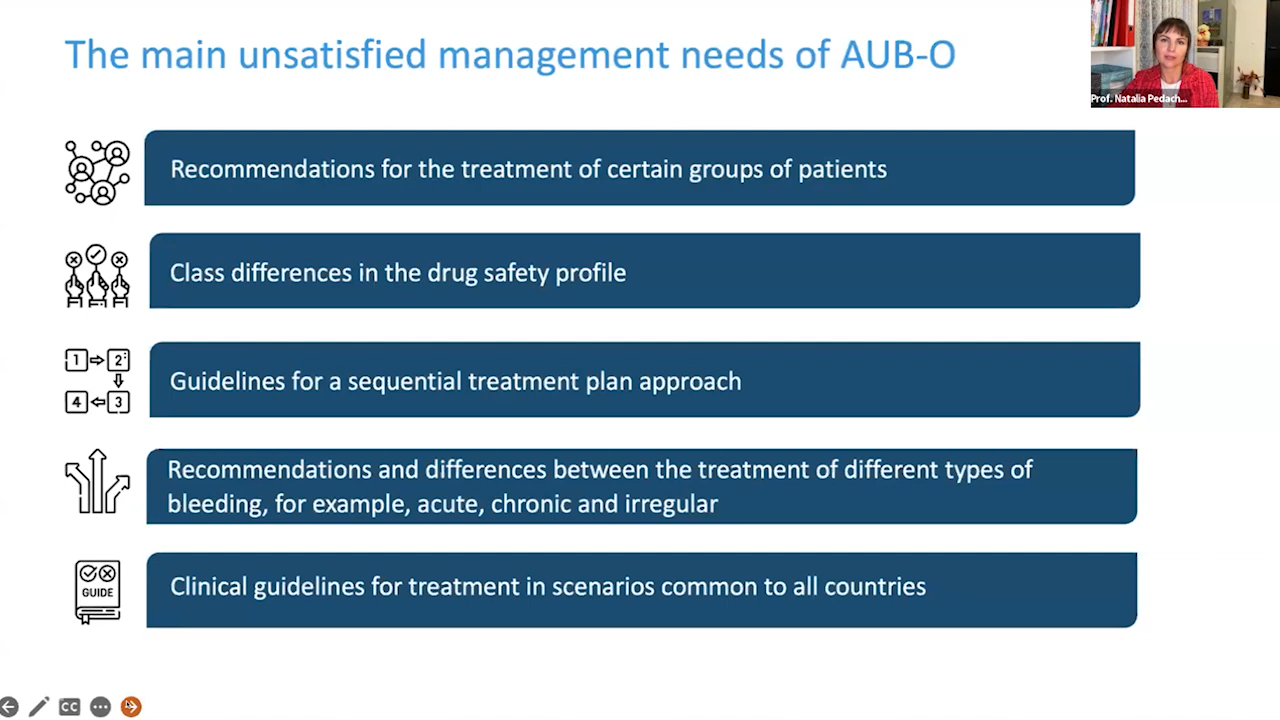 The main unsatisfied management needs of AUB-O
Prof. Natalia Pedach...
Recommendations for the treatment of certain groups of patients
Class differences in the drug safety profile
1
2
4
3
Guidelines for a sequential treatment plan approach
Recommendations and differences between the treatment of different types of
bleeding, for example, acute, chronic and irregular
GUIDE
Clinical guidelines for treatment in scenarios common to all countries
CC